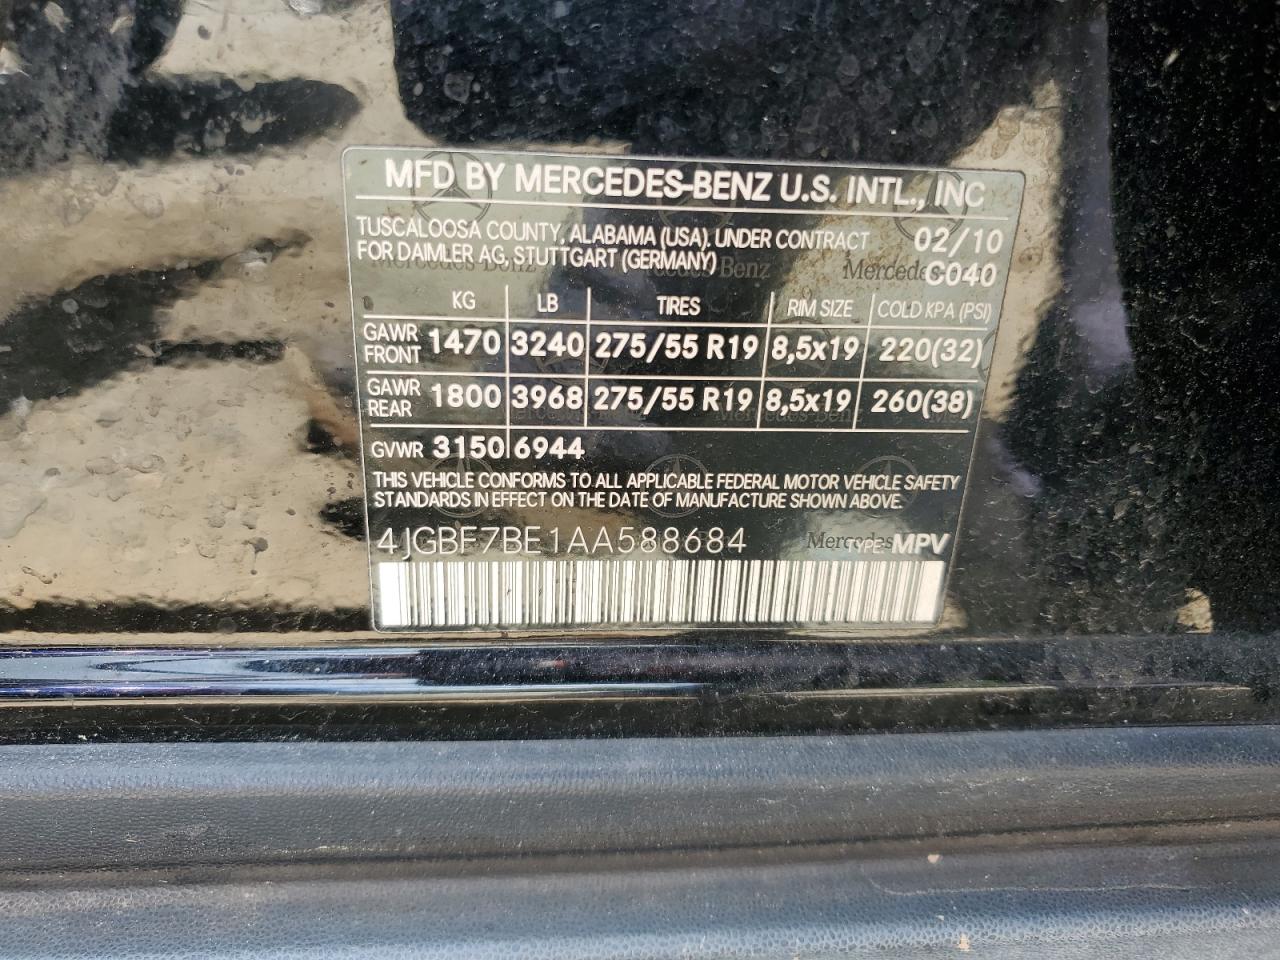 MFD BY MERCEDES-BENZ U.S. INTL., INC
TUSCALOOSA COUNTY, ALABAMA (USA), UNDER CONTRACT 02/10
FOR DAIMLER AG, STUTTGART (GERMANY) C040
KG LB TIRES RIM SIZE COLD KPA (PSI)
GAWR FRONT 1470 3240 275/55 R19 8,5x19 220(32)
GAWR REAR 1800 3968 275/55 R19 8,5x19 260(38)
GVWR 3150 6944
THIS VEHICLE CONFORMS TO ALL APPLICABLE FEDERAL MOTOR VEHICLE SAFETY
STANDARDS IN EFFECT ON THE DATE OF MANUFACTURE SHOWN ABOVE.
4JGBF7BE1AA588684 TYPE: MPV